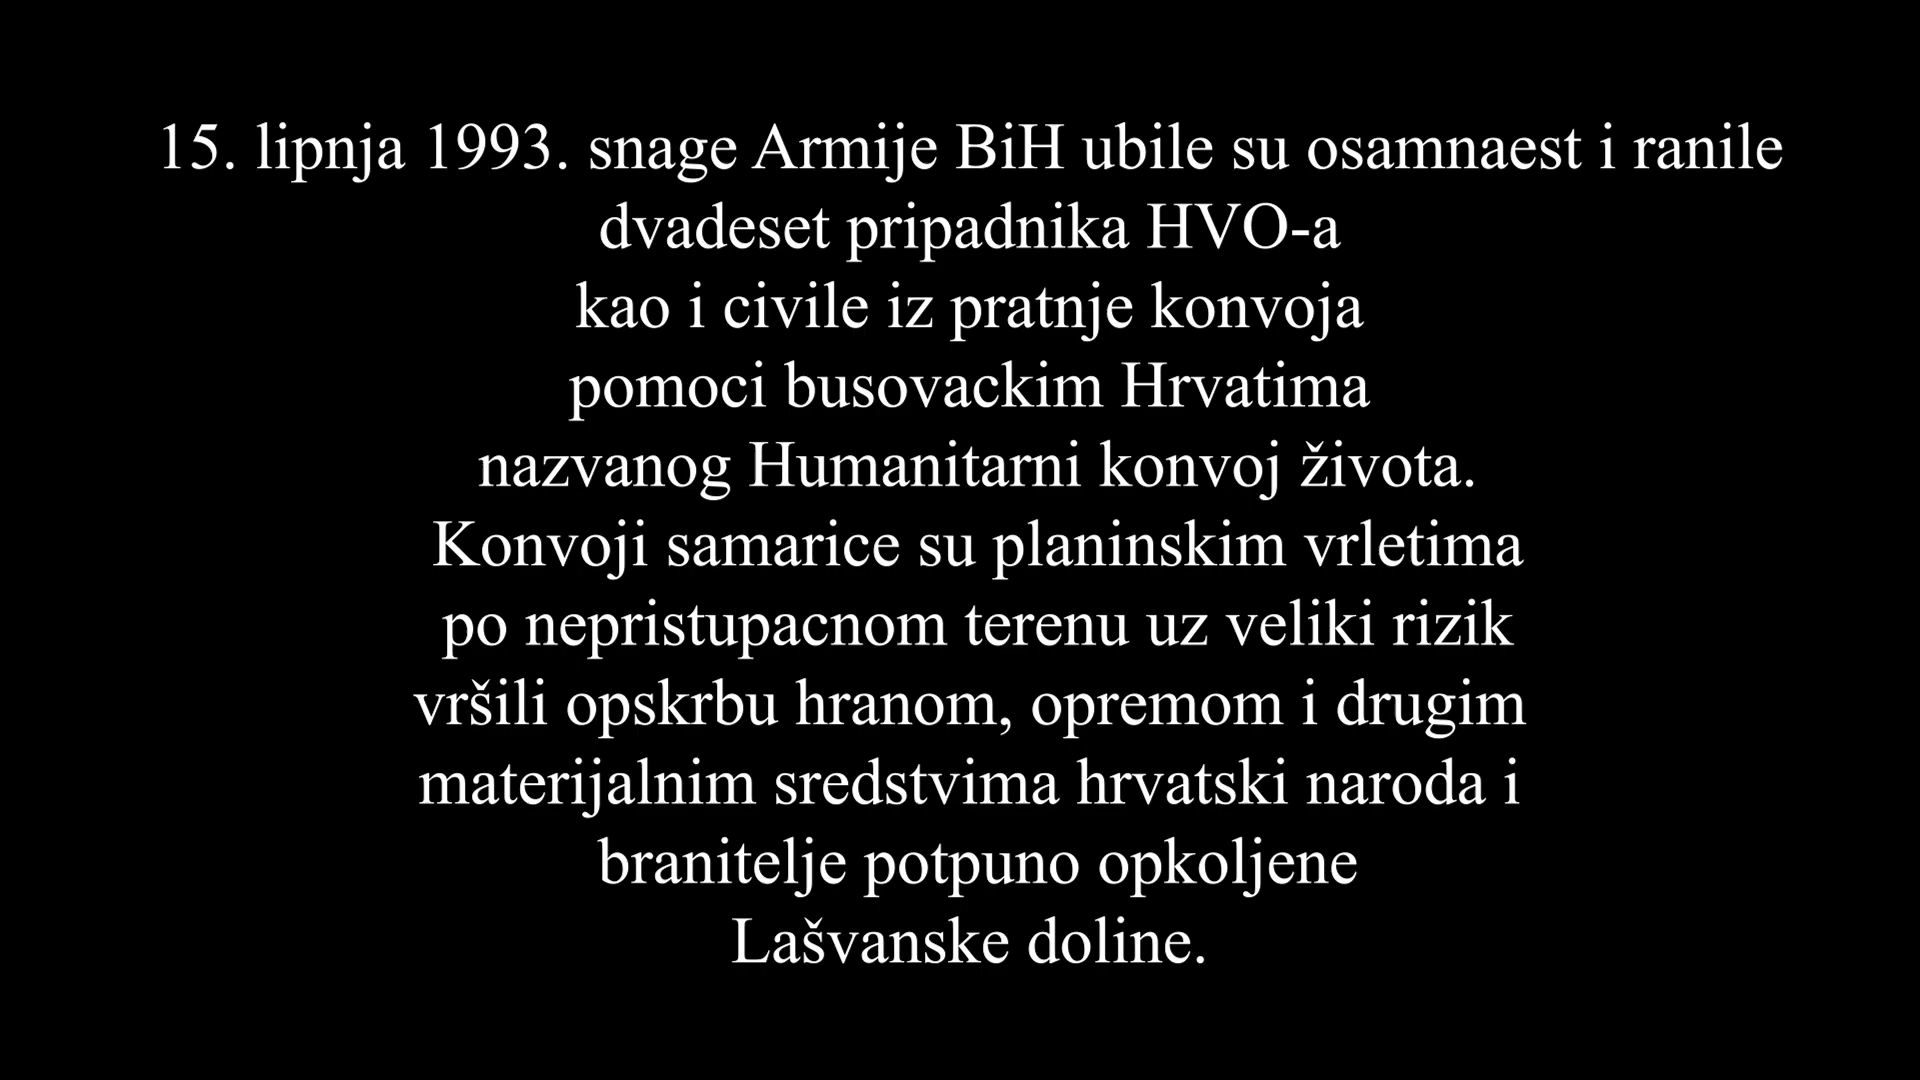 15. lipnja 1993. snage Armije BiH ubile su osamnaest i ranile
dvadeset pripadnika HVO-a
kao i civile iz pratnje konvoja
pomoci busovackim Hrvatima
nazvanog Humanitarni konvoj života.
Konvoji samarice su planinskim vrletima
po nepristupacnom terenu uz veliki rizik
vršili opskrbu hranom, opremom i drugim
materijalnim sredstvima hrvatski naroda i
branitelje potpuno opkoljene
Lašvanske doline.